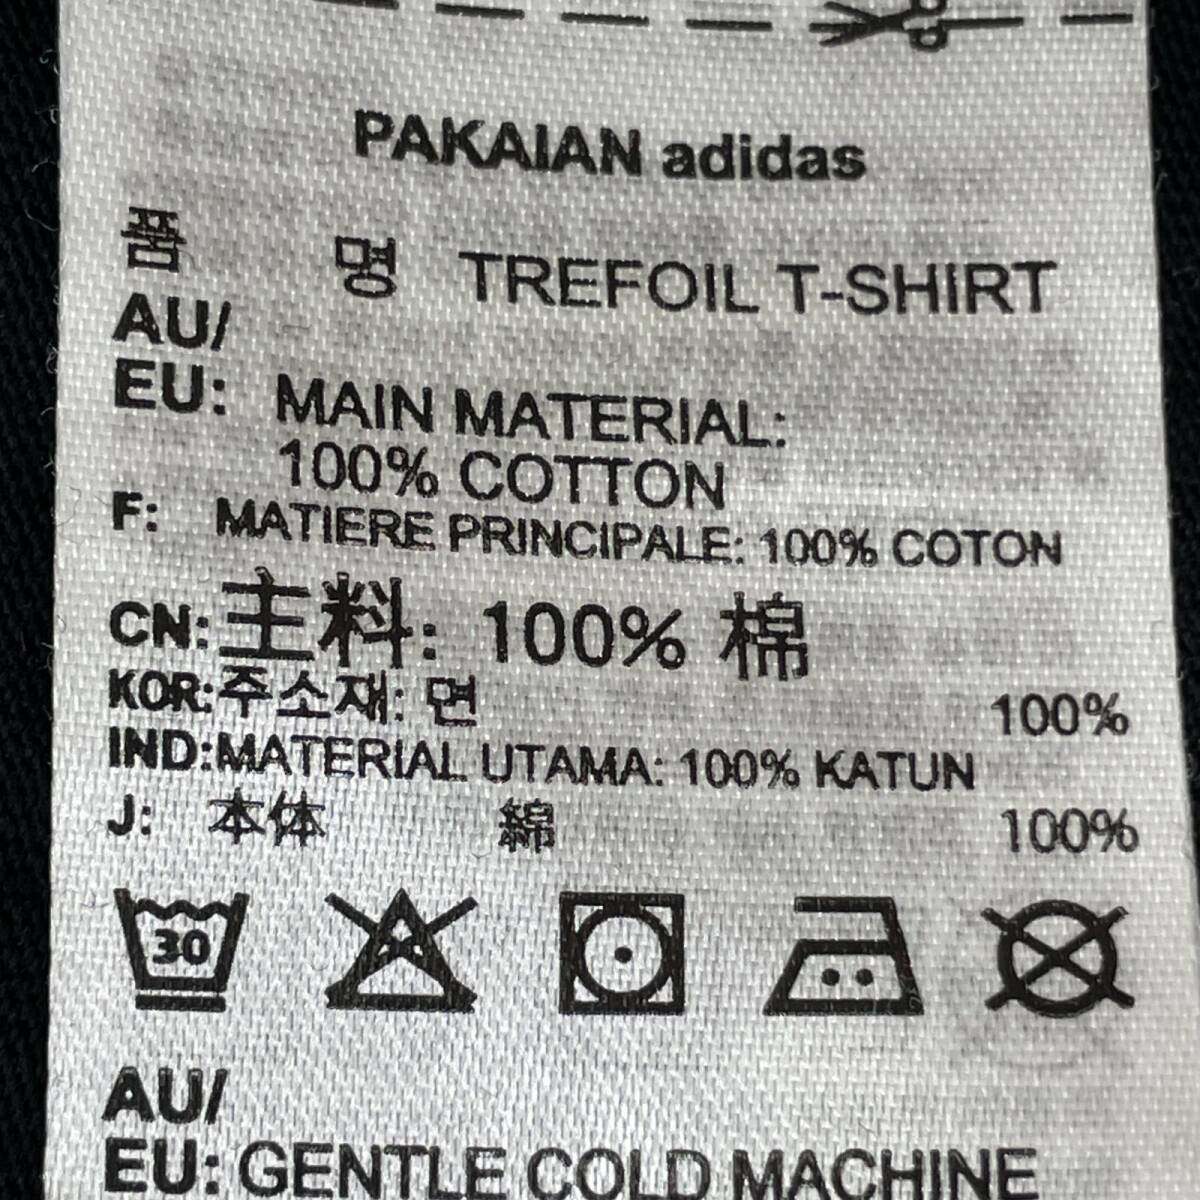 PAKAIAN adidas
품 명 TREFOIL T-SHIRT
AU/
EU: MAIN MATERIAL:
100% COTTON
F: MATIERE PRINCIPALE: 100% COTON
CN:主料: 100% 棉
KOR:주소재: 면 100%
IND:MATERIAL UTAMA: 100% KATUN
J: 本体 綿 100%
30
AU/
EU: GENTLE COLD MACHINE